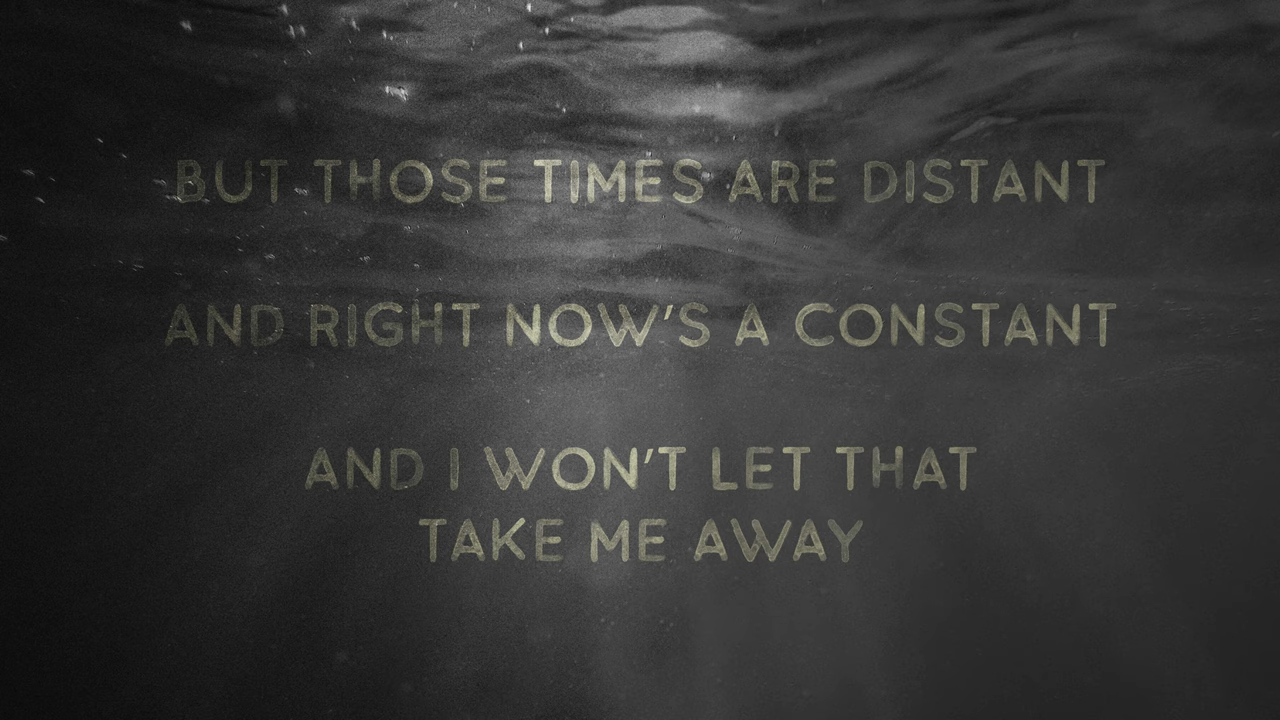 BUT THOSE TIMES ARE DISTANT
AND RIGHT NOW'S A CONSTANT
AND I WON'T LET THAT
TAKE ME AWAY